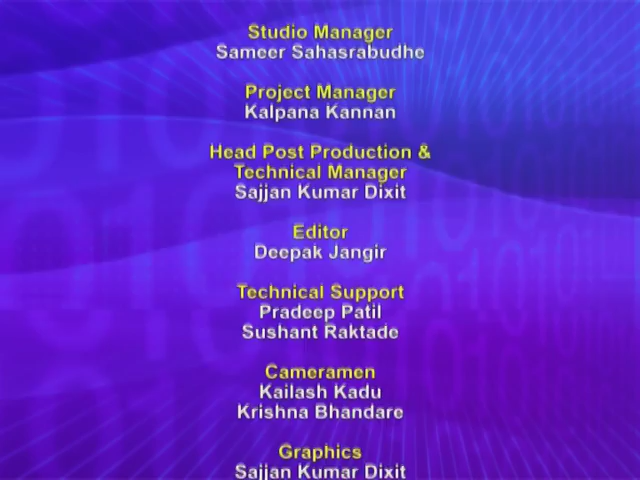 Studio Manager
Sameer Sahasrabudhe
Project Manager
Kalpana Kannan
Head Post Production &
Technical Manager
Sajjan Kumar Dixit
Editor
Deepak Jangir
Technical Support
Pradeep Patil
Sushant Raktade
Cameramen
Kailash Kadu
Krishna Bhandare
Graphics
Sajjan Kumar Dixit